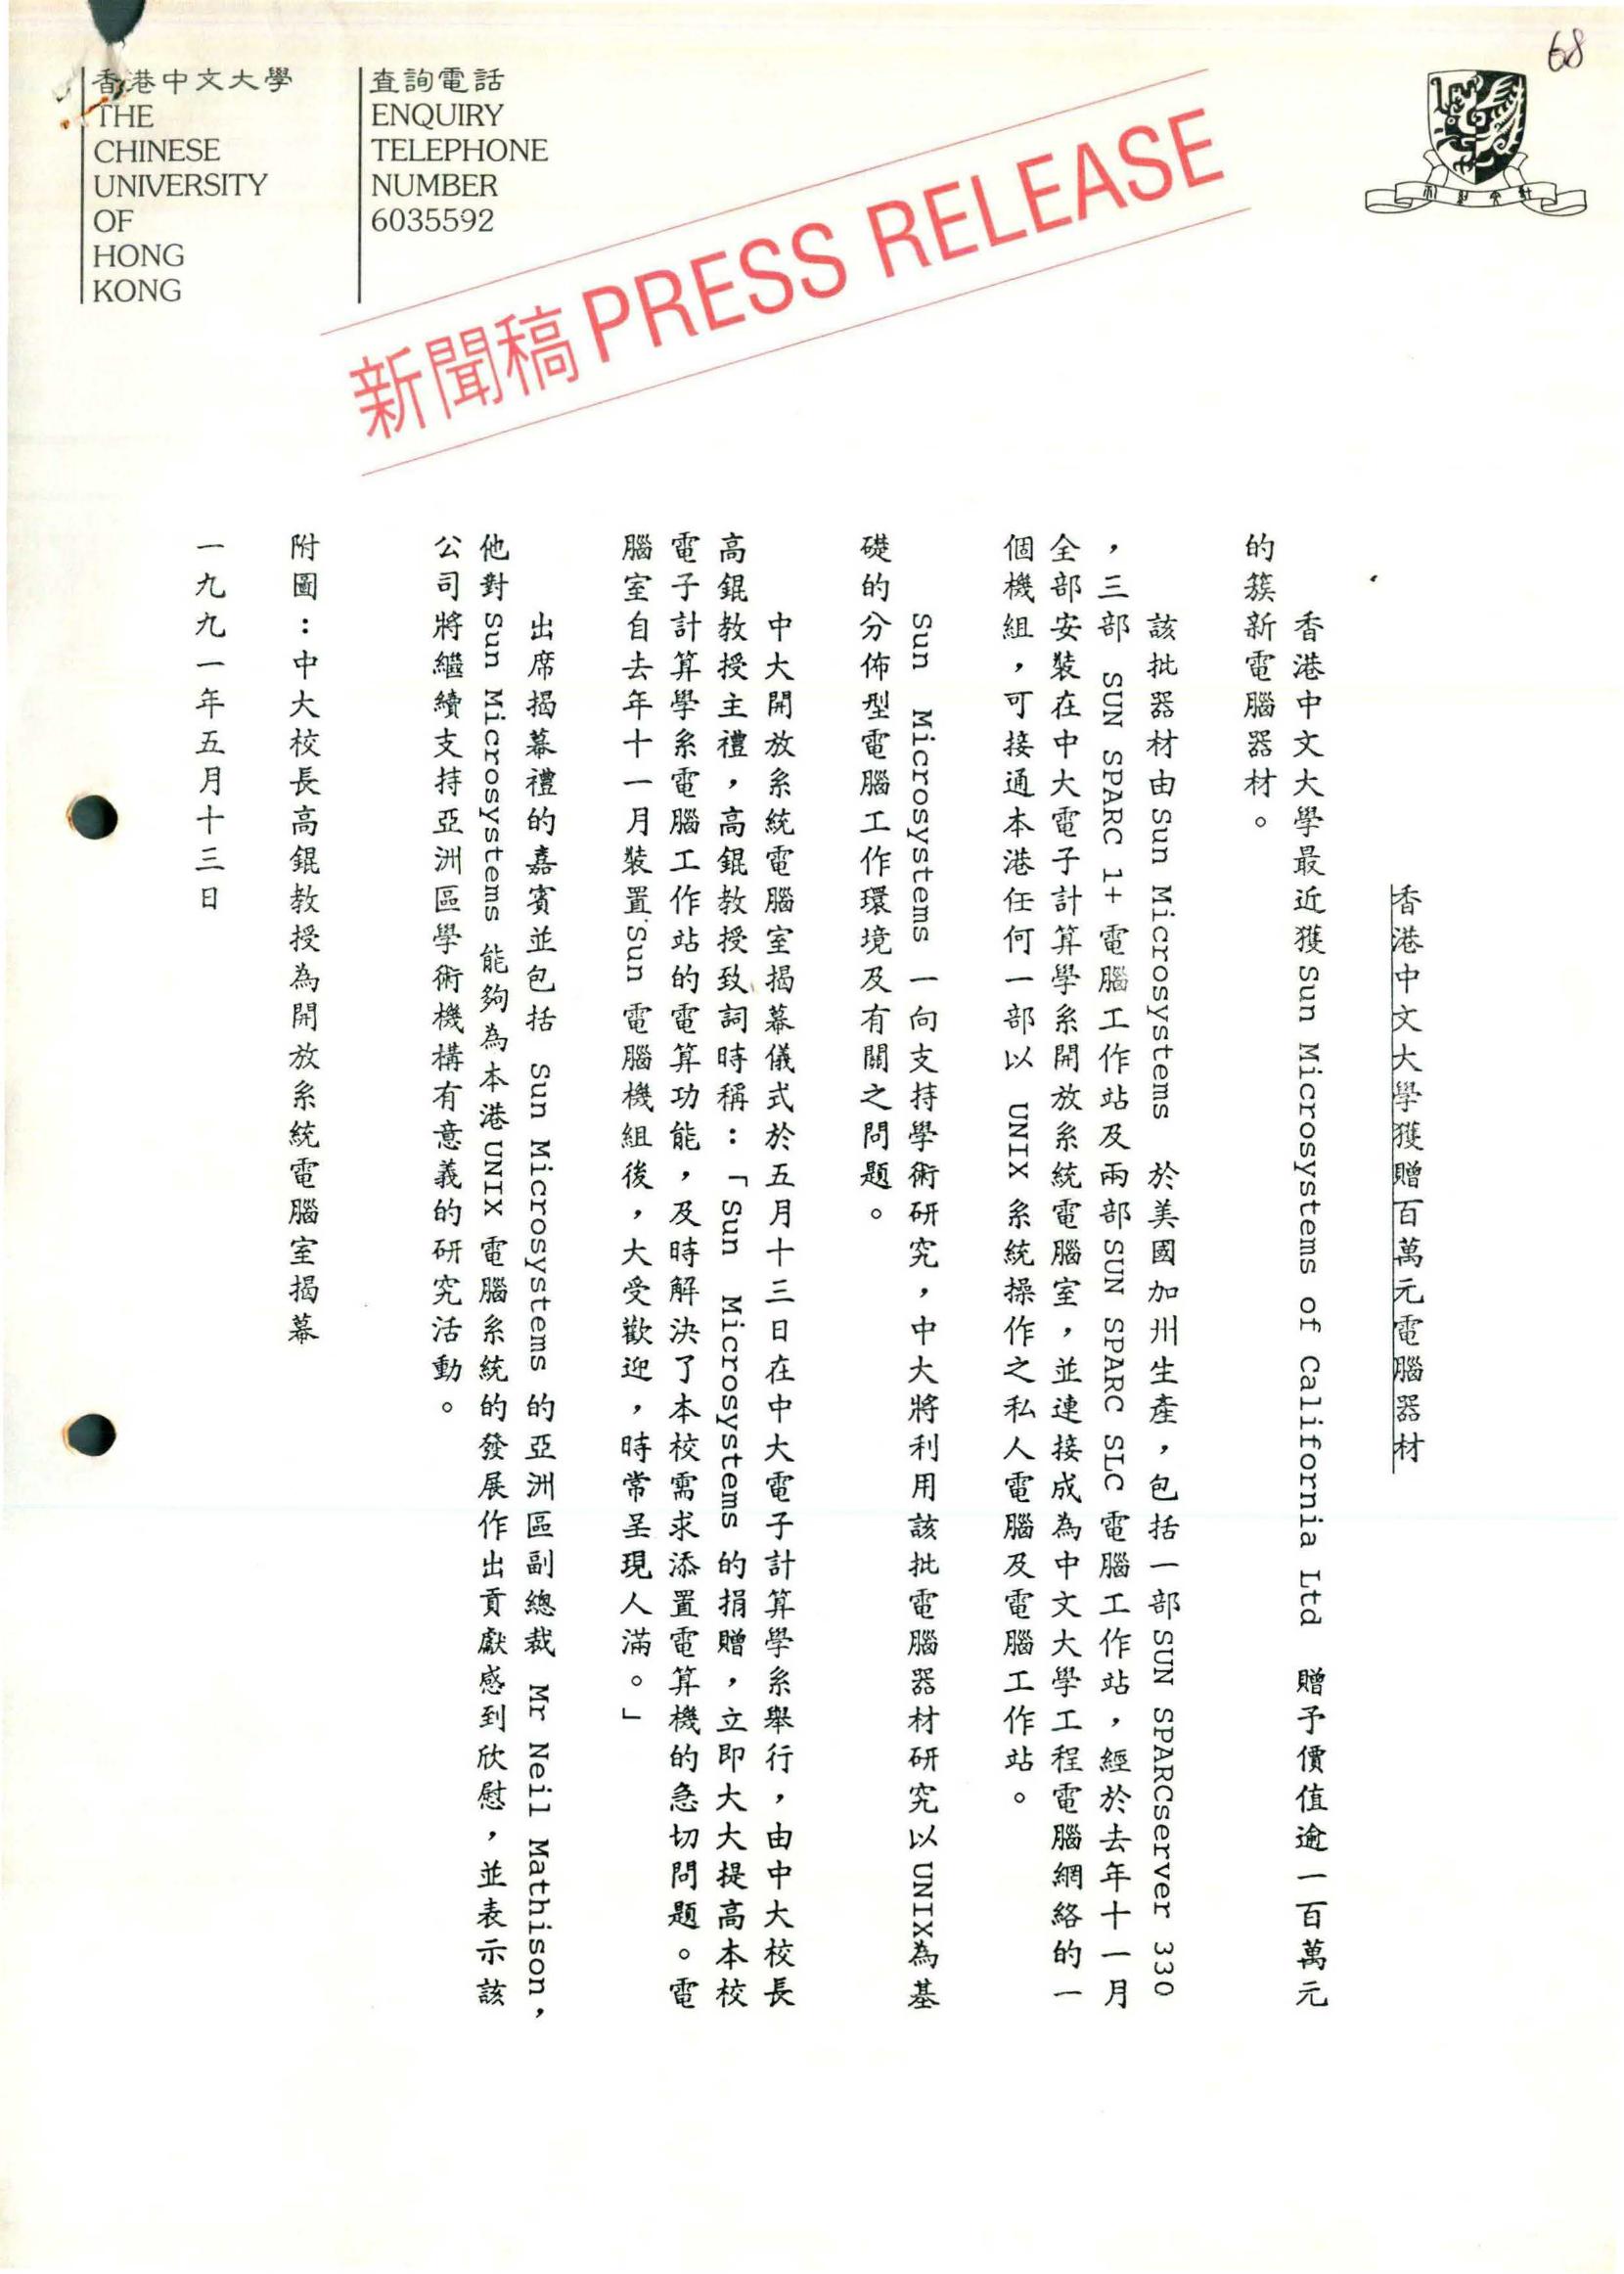 68
香港中文大學
THE
CHINESE
UNIVERSITY
OF
HONG
KONG
查詢電話
ENQUIRY
TELEPHONE
NUMBER
6035592
新聞稿 PRESS RELEASE
香港中文大學獲贈百萬元電腦器材
香港中文大學最近獲 Sun Microsystems of California Ltd 贈予價值逾一百萬元
的簇新電腦器材。
該批器材由 Sun Microsystems 於美國加州生產，包括一部 SUN SPARCserver 330
，三部 SUN SPARC 1+ 電腦工作站及兩部 SUN SPARC SLC 電腦工作站，經於去年十一月
全部安裝在中大電子計算學系開放系統電腦室，並連接成為中文大學工程電腦網絡的一
個機組，可接通本港任何一部以 UNIX 系統操作之私人電腦及電腦工作站。
Sun Microsystems 一向支持學術研究，中大將利用該批電腦器材研究以UNIX為基
礎的分佈型電腦工作環境及有關之問題。
中大開放系統電腦室揭幕儀式於五月十三日在中大電子計算學系舉行，由中大校長
高錕教授主禮，高錕教授致詞時稱：「Sun Microsystems 的捐贈，立即大大提高本校
電子計算學系電腦工作站的電算功能，及時解決了本校需求添置電算機的急切問題。電
腦室自去年十一月裝置 Sun 電腦機組後，大受歡迎，時常呈現人滿。」
出席揭幕禮的嘉賓並包括 Sun Microsystems 的亞洲區副總裁 Mr Neil Mathison，
他對 Sun Microsystems 能夠為本港UNIX 電腦系統的發展作出貢獻感到欣慰，並表示該
公司將繼續支持亞洲區學術機構有意義的研究活動。
附圖：中大校長高錕教授為開放系統電腦室揭幕
一九九一年五月十三日